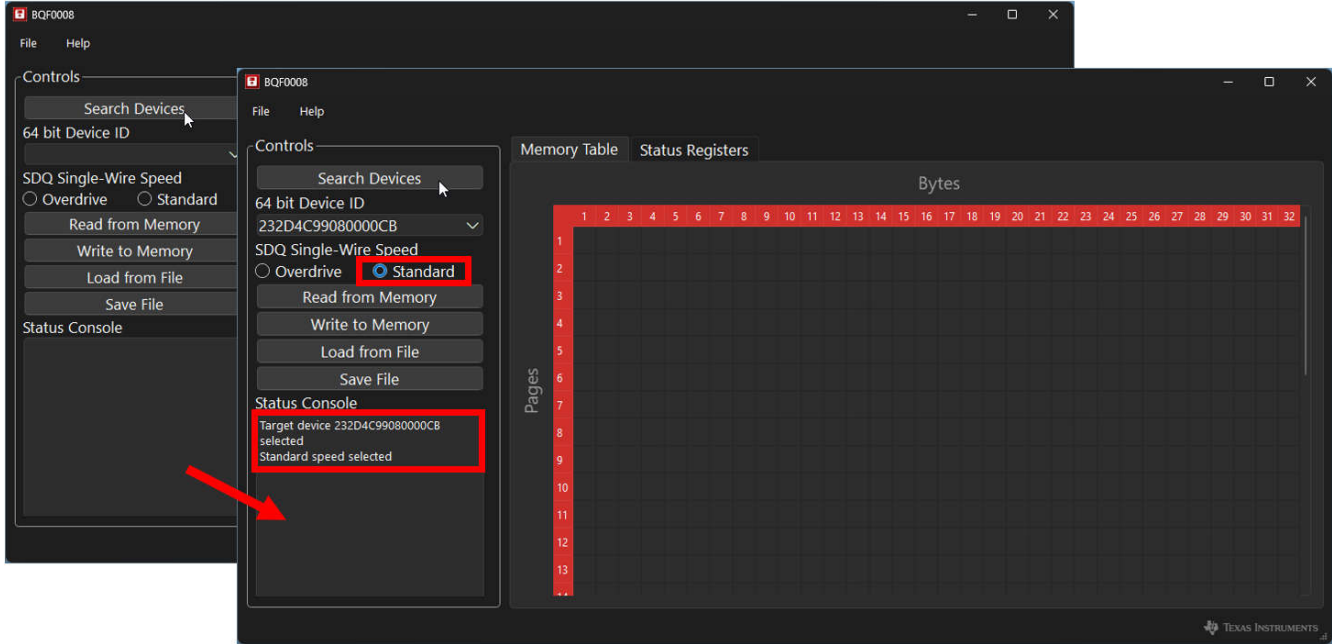 BQF0008
File Help
Controls
Search Devices
64 bit Device ID
SDQ Single-Wire Speed
Overdrive Standard
Read from Memory
Write to Memory
Load from File
Save File
Status Console
BQF0008
File Help
Controls
Search Devices
64 bit Device ID
232D4C99080000CB
SDQ Single-Wire Speed
Overdrive Standard
Read from Memory
Write to Memory
Load from File
Save File
Status Console
Target device 232D4C99080000CB
selected
Standard speed selected
Memory Table Status Registers
Bytes
1 2 3 4 5 6 7 8 9 10 11 12 13 14 15 16 17 18 19 20 21 22 23 24 25 26 27 28 29 30 31 32
Pages
1
2
3
4
5
6
7
8
9
10
11
12
13
TEXAS INSTRUMENTS